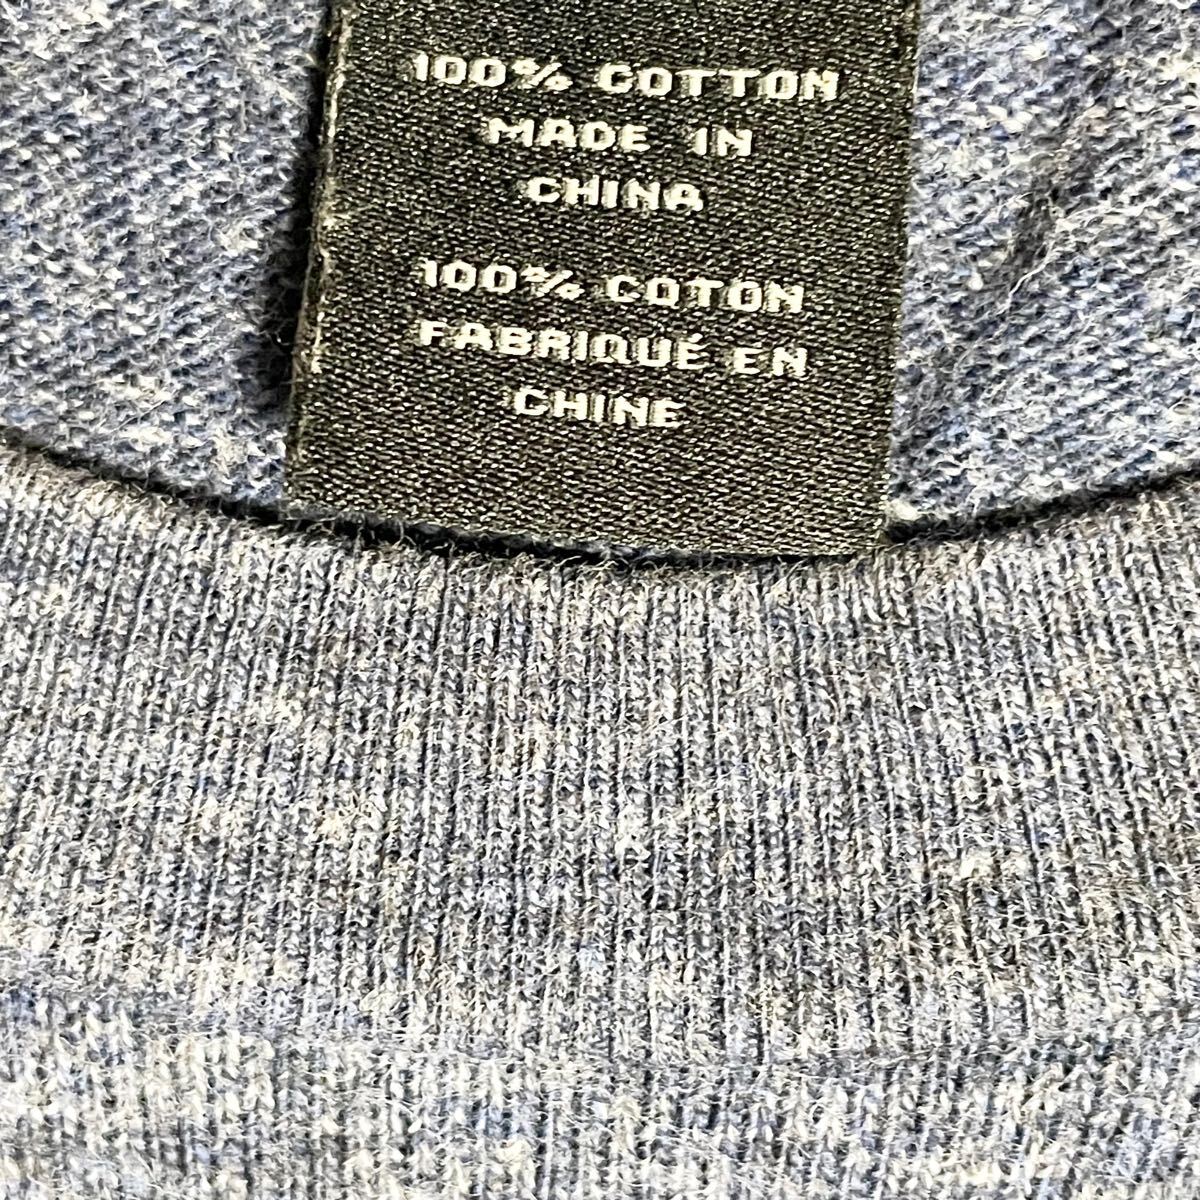 100% COTTON
MADE IN
CHINA
100% COTON
FABRIQUÉ EN
CHINE